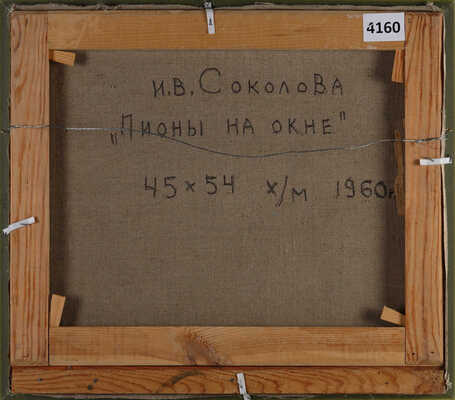 4160
И.В. Соколова
„Пионы на окне"
45×54 х/м 1960г.